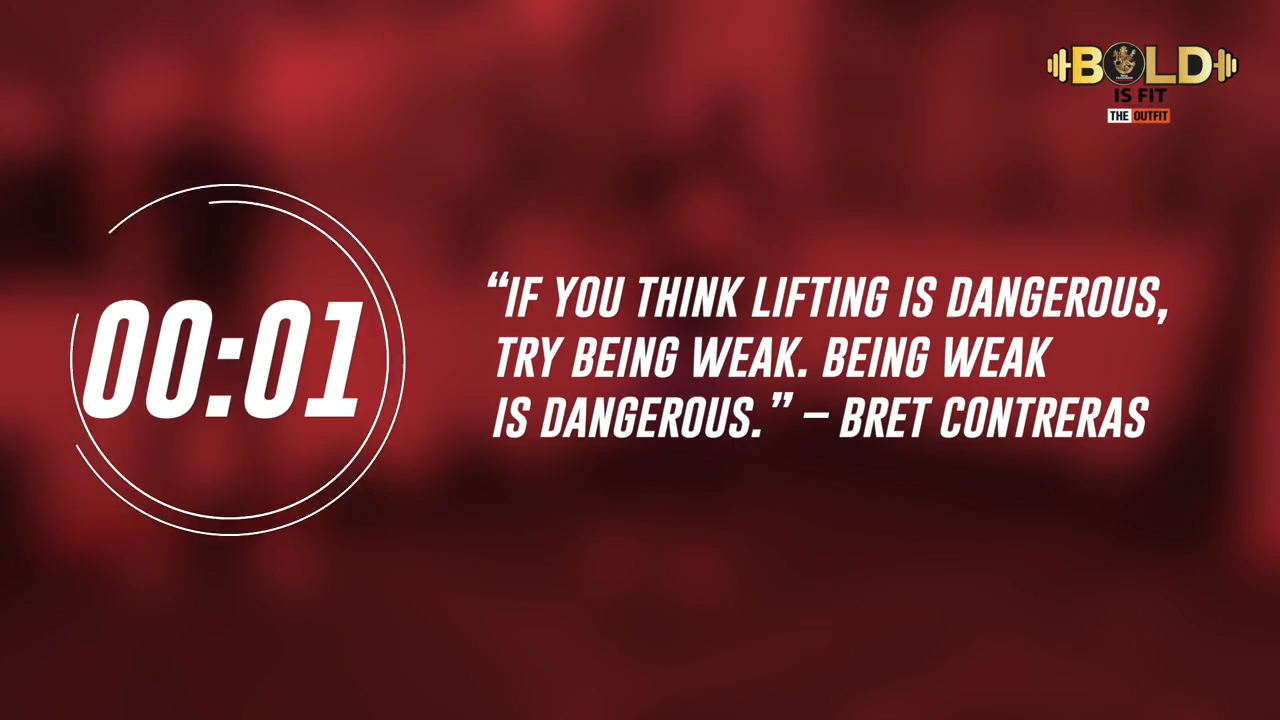 BOLD
IS FIT
THE OUTFIT
00:01
“IF YOU THINK LIFTING IS DANGEROUS,
TRY BEING WEAK. BEING WEAK
IS DANGEROUS.” – BRET CONTRERAS